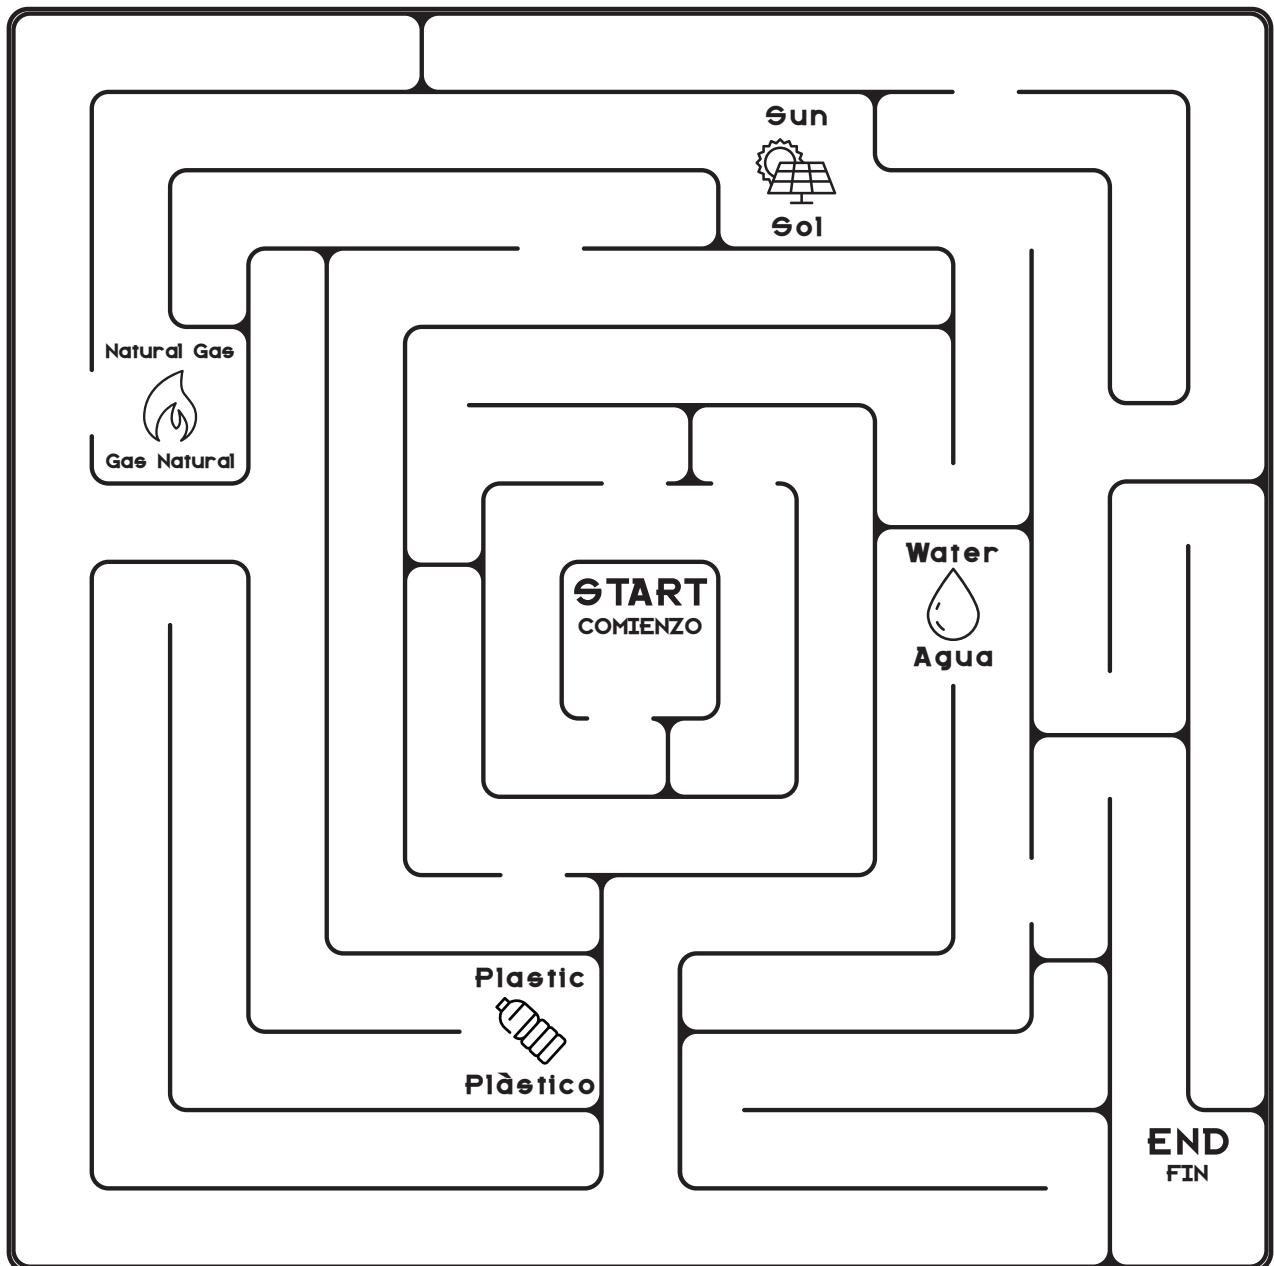 Sun
Sol
Natural Gas
Gas Natural
Water
Agua
START
COMIENZO
Plastic
Plàstico
END
FIN